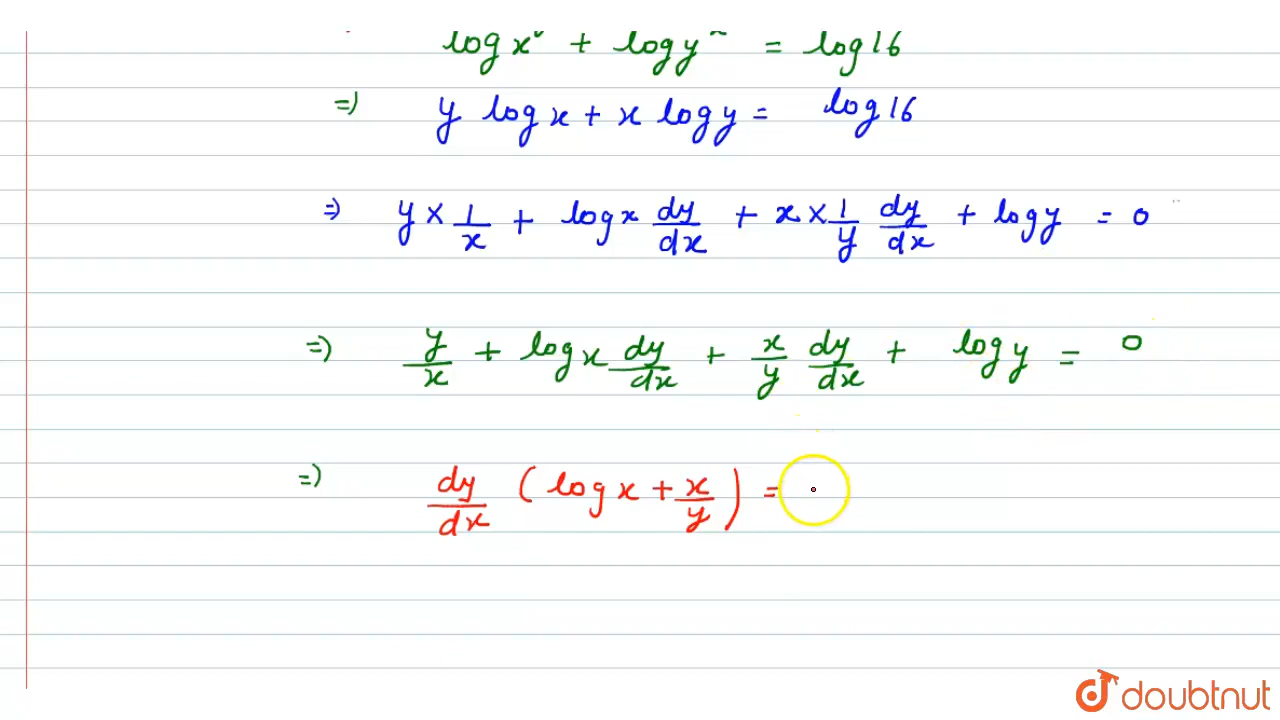 log x^y + log y^x = log 16
=) y log x + x log y = log 16
=) y × 1/x + log x dy/dx + x × 1/y dy/dx + log y = 0
=) y/x + log x dy/dx + x/y dy/dx + log y = 0
=) dy/dx ( log x + x/y ) =
doubtnut